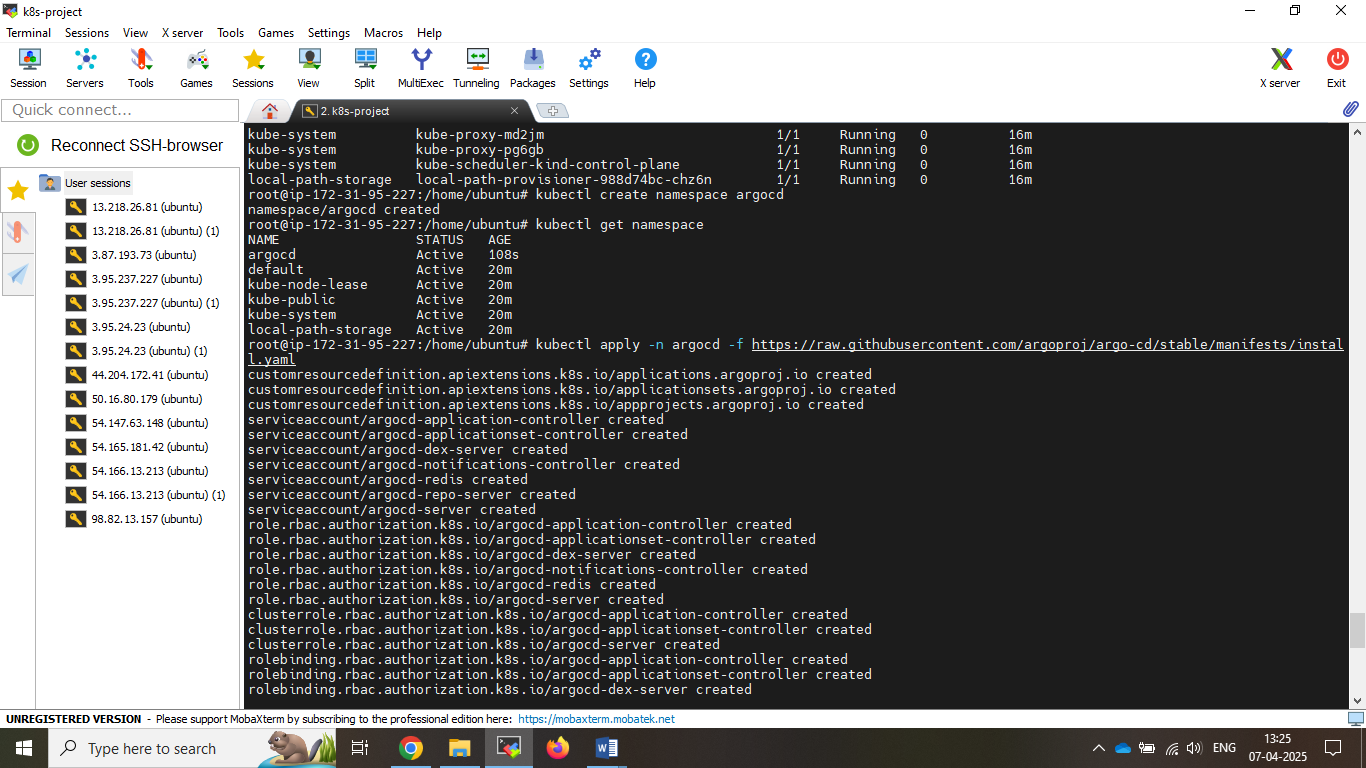 k8s-project
Terminal Sessions View X server Tools Games Settings Macros Help
Session Servers Tools Games Sessions View Split MultiExec Tunneling Packages Settings Help X server Exit
Quick connect...
2. k8s-project
Reconnect SSH-browser
User sessions
13.218.26.81 (ubuntu)
13.218.26.81 (ubuntu) (1)
3.87.193.73 (ubuntu)
3.95.237.227 (ubuntu)
3.95.237.227 (ubuntu) (1)
3.95.24.23 (ubuntu)
3.95.24.23 (ubuntu) (1)
44.204.172.41 (ubuntu)
50.16.80.179 (ubuntu)
54.147.63.148 (ubuntu)
54.165.181.42 (ubuntu)
54.166.13.213 (ubuntu)
54.166.13.213 (ubuntu) (1)
98.82.13.157 (ubuntu)
kube-system kube-proxy-md2jm 1/1 Running 0 16m
kube-system kube-proxy-pg6gb 1/1 Running 0 16m
kube-system kube-scheduler-kind-control-plane 1/1 Running 0 16m
local-path-storage local-path-provisioner-988d74bc-chz6n 1/1 Running 0 16m
root@ip-172-31-95-227:/home/ubuntu# kubectl create namespace argocd
namespace/argocd created
root@ip-172-31-95-227:/home/ubuntu# kubectl get namespace
NAME STATUS AGE
argocd Active 108s
default Active 20m
kube-node-lease Active 20m
kube-public Active 20m
kube-system Active 20m
local-path-storage Active 20m
root@ip-172-31-95-227:/home/ubuntu# kubectl apply -n argocd -f https://raw.githubusercontent.com/argoproj/argo-cd/stable/manifests/instal
l.yaml
customresourcedefinition.apiextensions.k8s.io/applications.argoproj.io created
customresourcedefinition.apiextensions.k8s.io/applicationsets.argoproj.io created
customresourcedefinition.apiextensions.k8s.io/appprojects.argoproj.io created
serviceaccount/argocd-application-controller created
serviceaccount/argocd-applicationset-controller created
serviceaccount/argocd-dex-server created
serviceaccount/argocd-notifications-controller created
serviceaccount/argocd-redis created
serviceaccount/argocd-repo-server created
serviceaccount/argocd-server created
role.rbac.authorization.k8s.io/argocd-application-controller created
role.rbac.authorization.k8s.io/argocd-applicationset-controller created
role.rbac.authorization.k8s.io/argocd-dex-server created
role.rbac.authorization.k8s.io/argocd-notifications-controller created
role.rbac.authorization.k8s.io/argocd-redis created
role.rbac.authorization.k8s.io/argocd-server created
clusterrole.rbac.authorization.k8s.io/argocd-application-controller created
clusterrole.rbac.authorization.k8s.io/argocd-applicationset-controller created
clusterrole.rbac.authorization.k8s.io/argocd-server created
rolebinding.rbac.authorization.k8s.io/argocd-application-controller created
rolebinding.rbac.authorization.k8s.io/argocd-applicationset-controller created
rolebinding.rbac.authorization.k8s.io/argocd-dex-server created
UNREGISTERED VERSION - Please support MobaXterm by subscribing to the professional edition here: https://mobaxterm.mobatek.net
Type here to search
ENG
13:25
07-04-2025